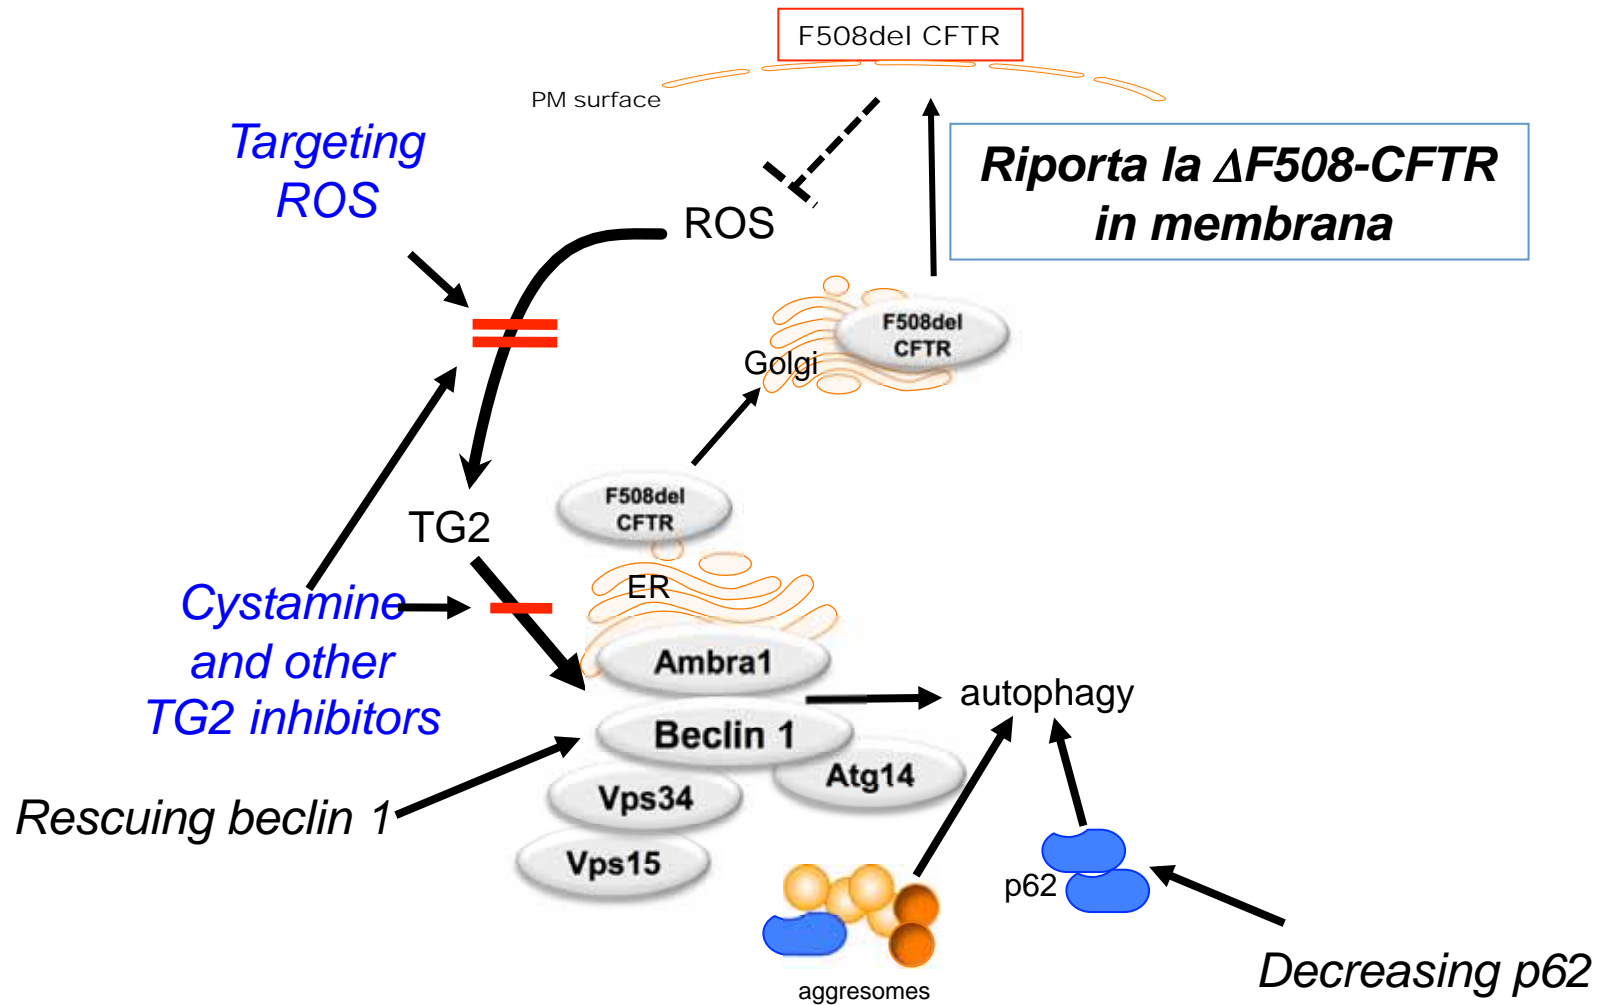 F508del CFTR
PM surface
Targeting
ROS
Riporta la ΔF508-CFTR
in membrana
ROS
F508del
CFTR
Golgi
F508del
CFTR
TG2
ER
Cystamine
and other
TG2 inhibitors
Ambra1
autophagy
Beclin 1
Atg14
Vps34
Rescuing beclin 1
Vps15
p62
Decreasing p62
aggresomes